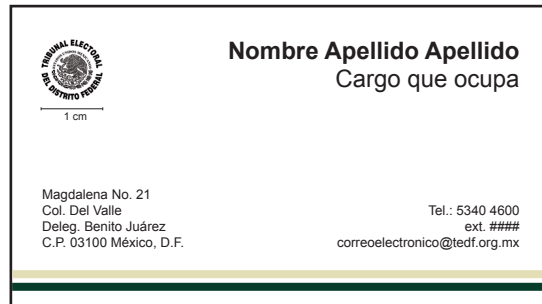 TRIBUNAL ELECTORAL
DEL DISTRITO FEDERAL
1 cm
Nombre Apellido Apellido
Cargo que ocupa
Magdalena No. 21
Col. Del Valle
Deleg. Benito Juárez
C.P. 03100 México, D.F.
Tel.: 5340 4600
ext. ####
correoelectronico@tedf.org.mx